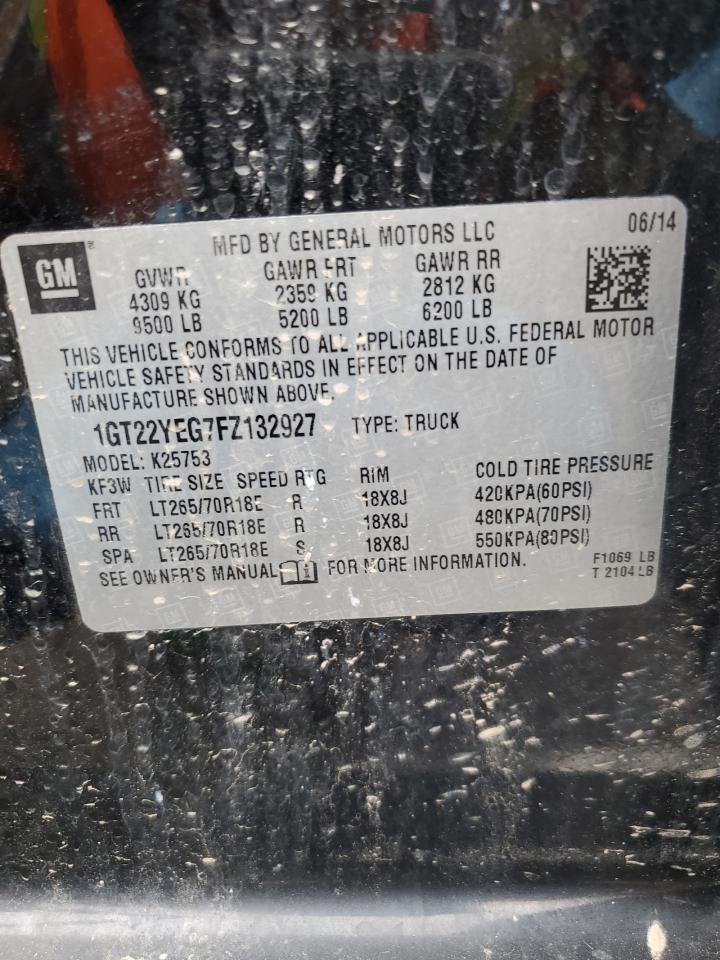 GM
MFD BY GENERAL MOTORS LLC 06/14
GVWR GAWR FRT GAWR RR
4309 KG 2359 KG 2812 KG
9500 LB 5200 LB 6200 LB
THIS VEHICLE CONFORMS TO ALL APPLICABLE U.S. FEDERAL MOTOR
VEHICLE SAFETY STANDARDS IN EFFECT ON THE DATE OF
MANUFACTURE SHOWN ABOVE.
1GT22YEG7FZ132927 TYPE: TRUCK
MODEL: K25753
KF3W TIRE SIZE SPEED RTG RIM COLD TIRE PRESSURE
FRT LT265/70R18E R 18X8J 420KPA(60PSI)
RR LT265/70R18E R 18X8J 480KPA(70PSI)
SPA LT265/70R18E S 18X8J 550KPA(80PSI)
SEE OWNER'S MANUAL FOR MORE INFORMATION.
F1069 LB
T 2104 LB